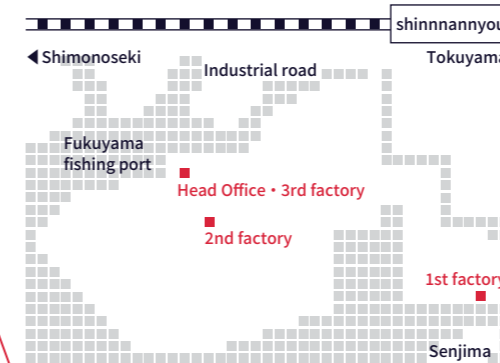 shinnnannyou
◀Shimonoseki
Tokuyama
Industrial road
Fukuyama
fishing port
Head Office・3rd factory
2nd factory
1st factory
Senjima